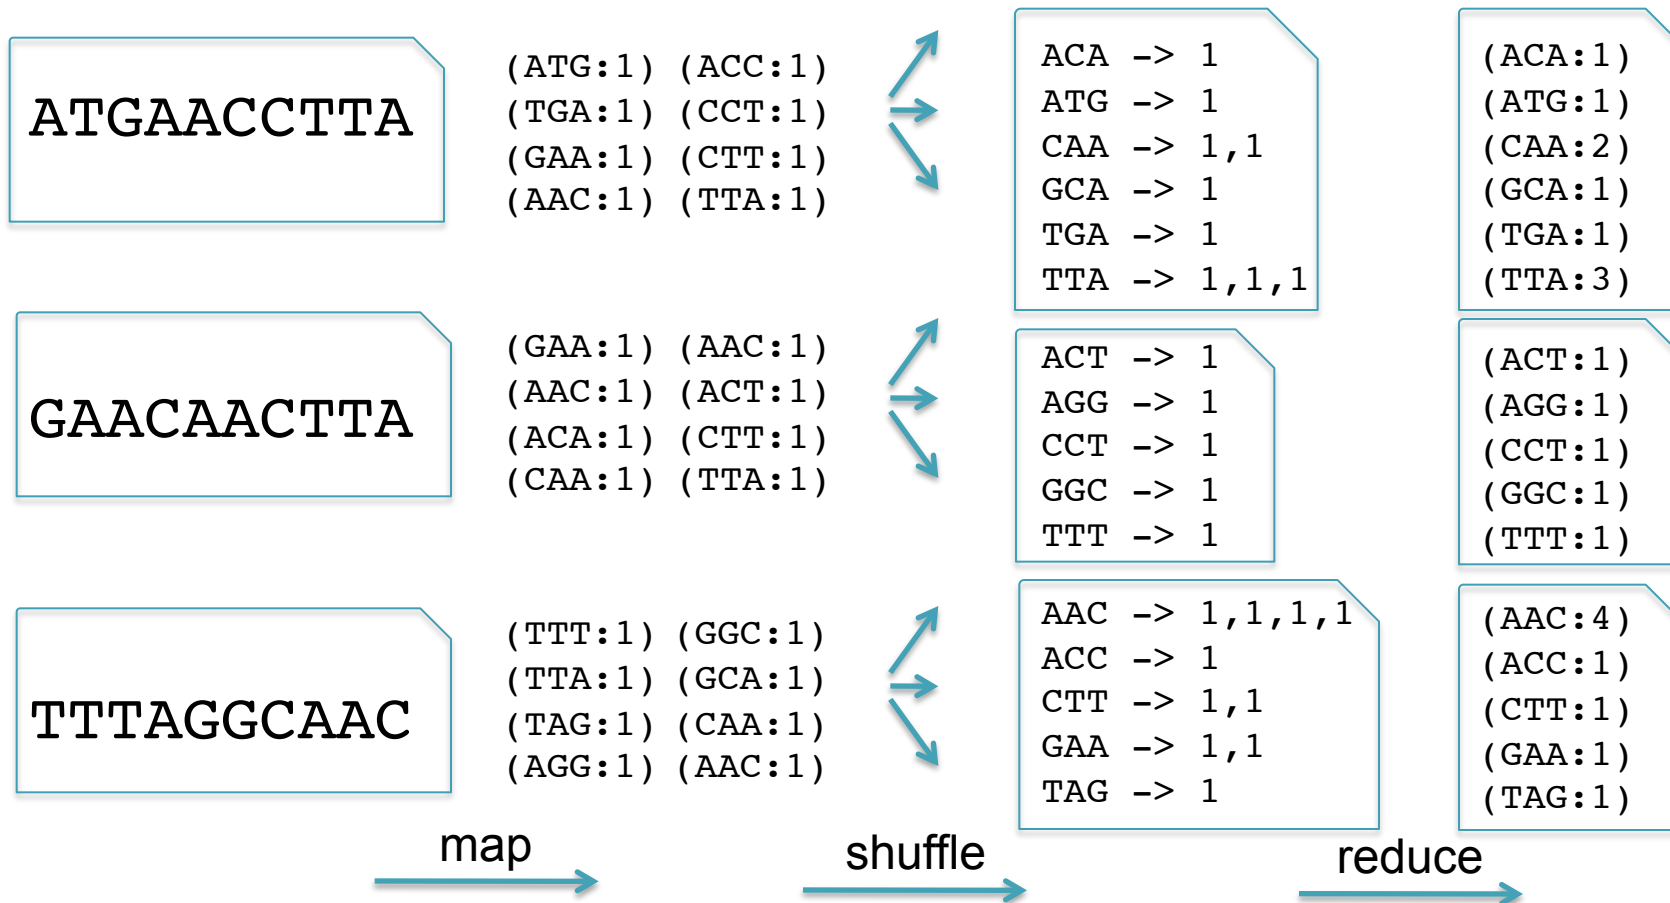 ATGAACCTTA
(ATG:1) (ACC:1)
(TGA:1) (CCT:1)
(GAA:1) (CTT:1)
(AAC:1) (TTA:1)
ACA -> 1
ATG -> 1
CAA -> 1,1
GCA -> 1
TGA -> 1
TTA -> 1,1,1
(ACA:1)
(ATG:1)
(CAA:2)
(GCA:1)
(TGA:1)
(TTA:3)
GAACAACTTA
(GAA:1) (AAC:1)
(AAC:1) (ACT:1)
(ACA:1) (CTT:1)
(CAA:1) (TTA:1)
ACT -> 1
AGG -> 1
CCT -> 1
GGC -> 1
TTT -> 1
(ACT:1)
(AGG:1)
(CCT:1)
(GGC:1)
(TTT:1)
TTTAGGCAAC
(TTT:1) (GGC:1)
(TTA:1) (GCA:1)
(TAG:1) (CAA:1)
(AGG:1) (AAC:1)
AAC -> 1,1,1,1
ACC -> 1
CTT -> 1,1
GAA -> 1,1
TAG -> 1
(AAC:4)
(ACC:1)
(CTT:1)
(GAA:1)
(TAG:1)
map
shuffle
reduce